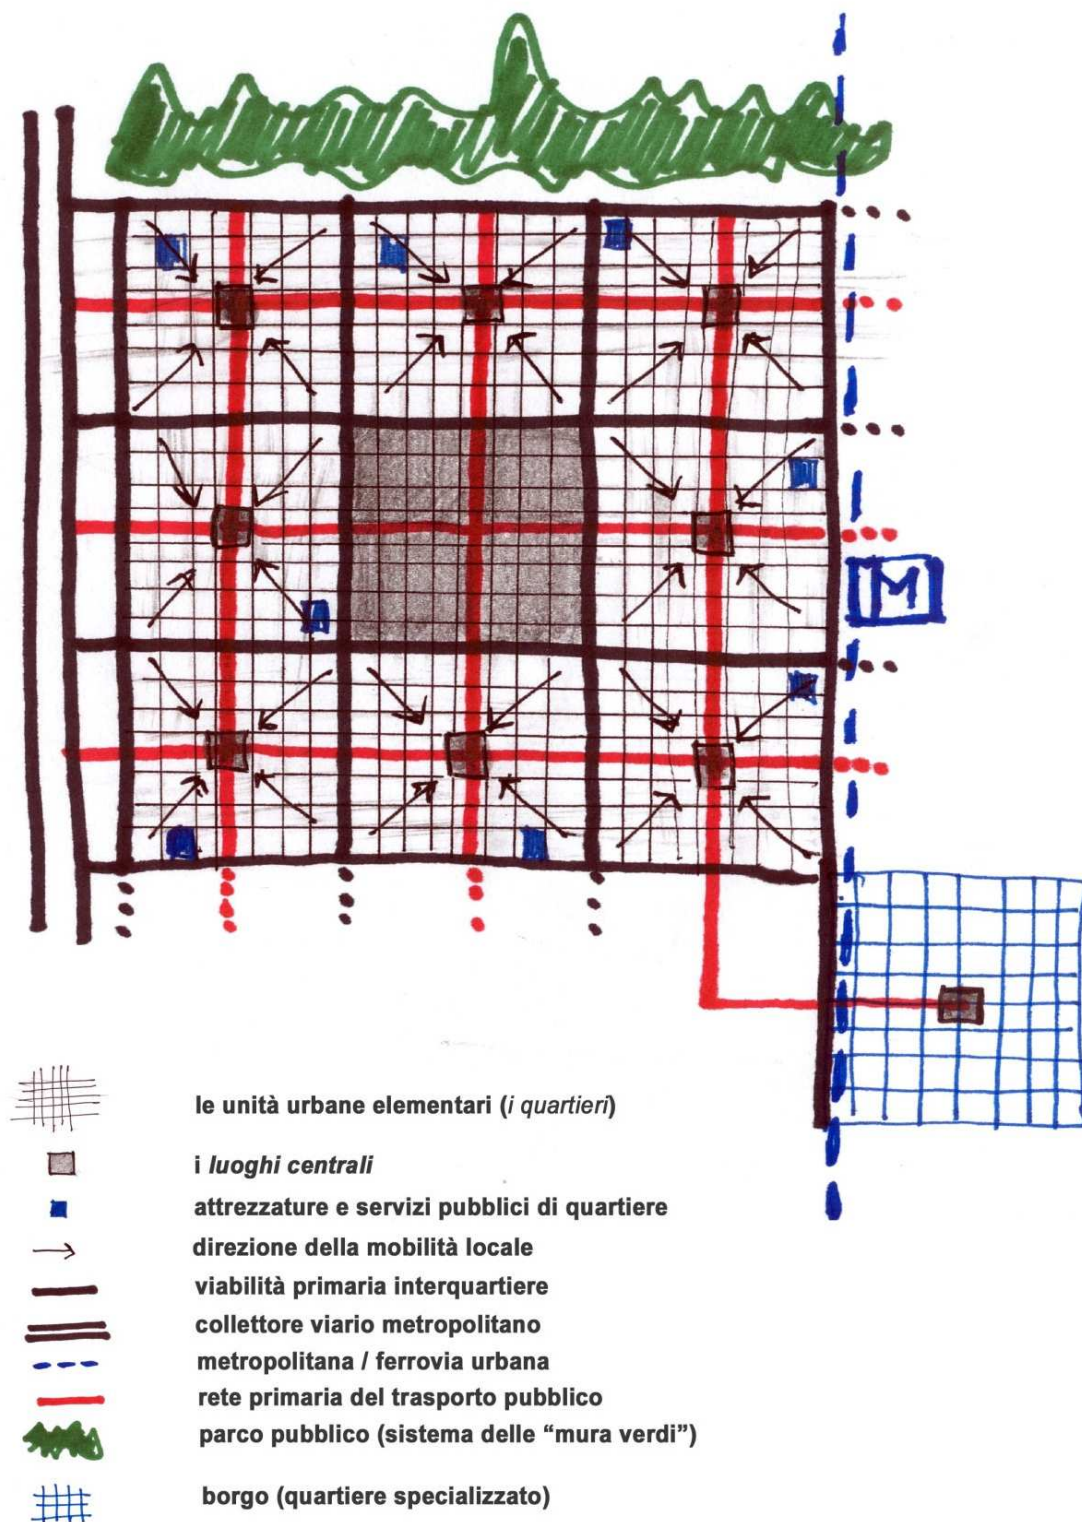 M
le unità urbane elementari (i quartieri)
i luoghi centrali
attrezzature e servizi pubblici di quartiere
direzione della mobilità locale
viabilità primaria interquartiere
collettore viario metropolitano
metropolitana / ferrovia urbana
rete primaria del trasporto pubblico
parco pubblico (sistema delle “mura verdi”)
borgo (quartiere specializzato)